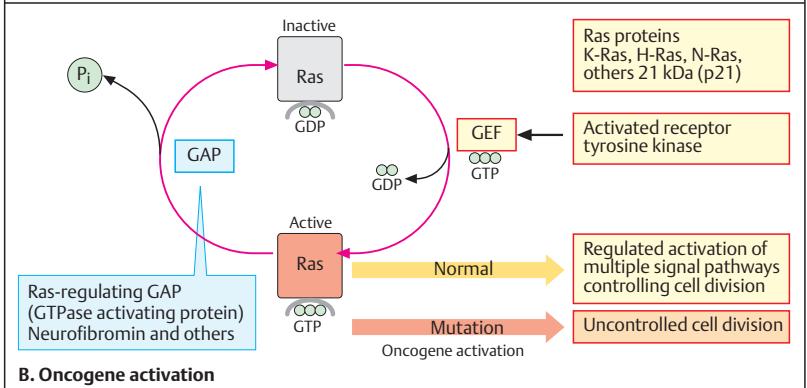 Inactive
Ras
GDP
Pi
GAP
GEF
GTP
GDP
Ras proteins
K-Ras, H-Ras, N-Ras,
others 21 kDa (p21)
Activated receptor
tyrosine kinase
Active
Ras
GTP
Normal
Mutation
Oncogene activation
Regulated activation of
multiple signal pathways
controlling cell division
Uncontrolled cell division
Ras-regulating GAP
(GTPase activating protein)
Neurofibromin and others
B. Oncogene activation